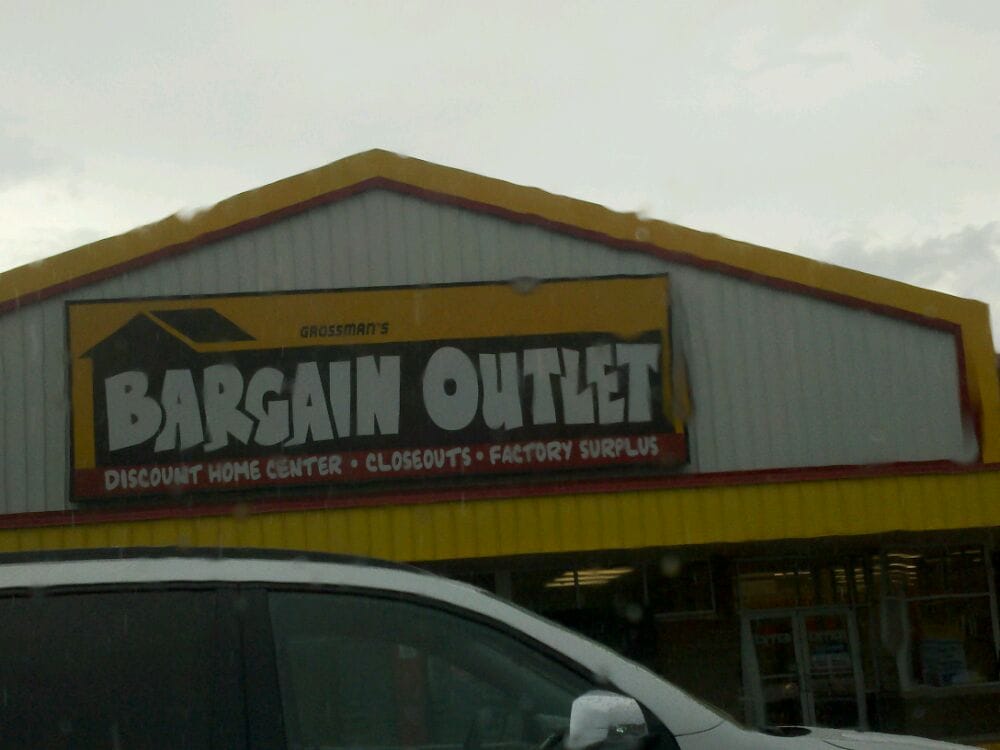 GROSSMAN'S
BARGAIN OUTLET
DISCOUNT HOME CENTER • CLOSEOUTS • FACTORY SURPLUS